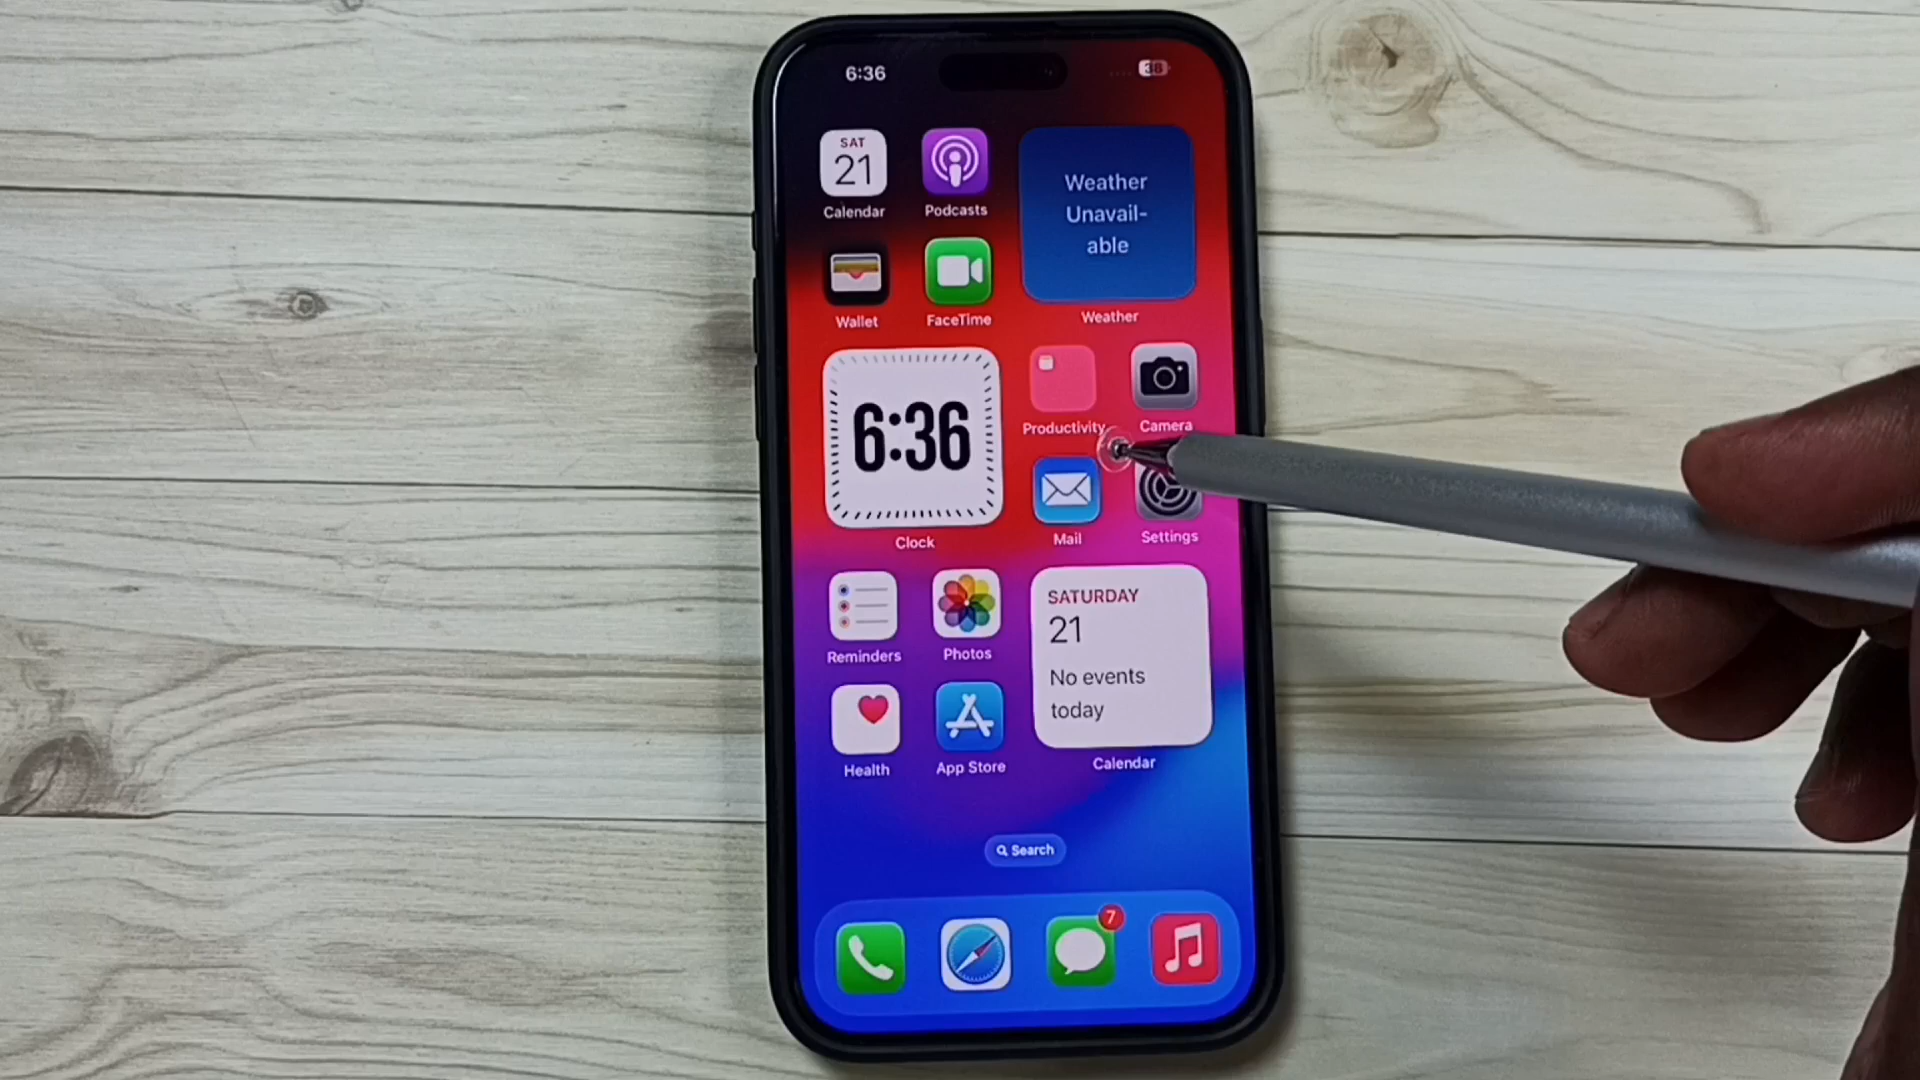 6:36
38
SAT
21
Calendar
Podcasts
Weather
Unavail-
able
Wallet
FaceTime
Weather
6:36
Productivity
Camera
Clock
Mail
Settings
SATURDAY
21
No events
today
Reminders
Photos
Health
App Store
Calendar
Search
7